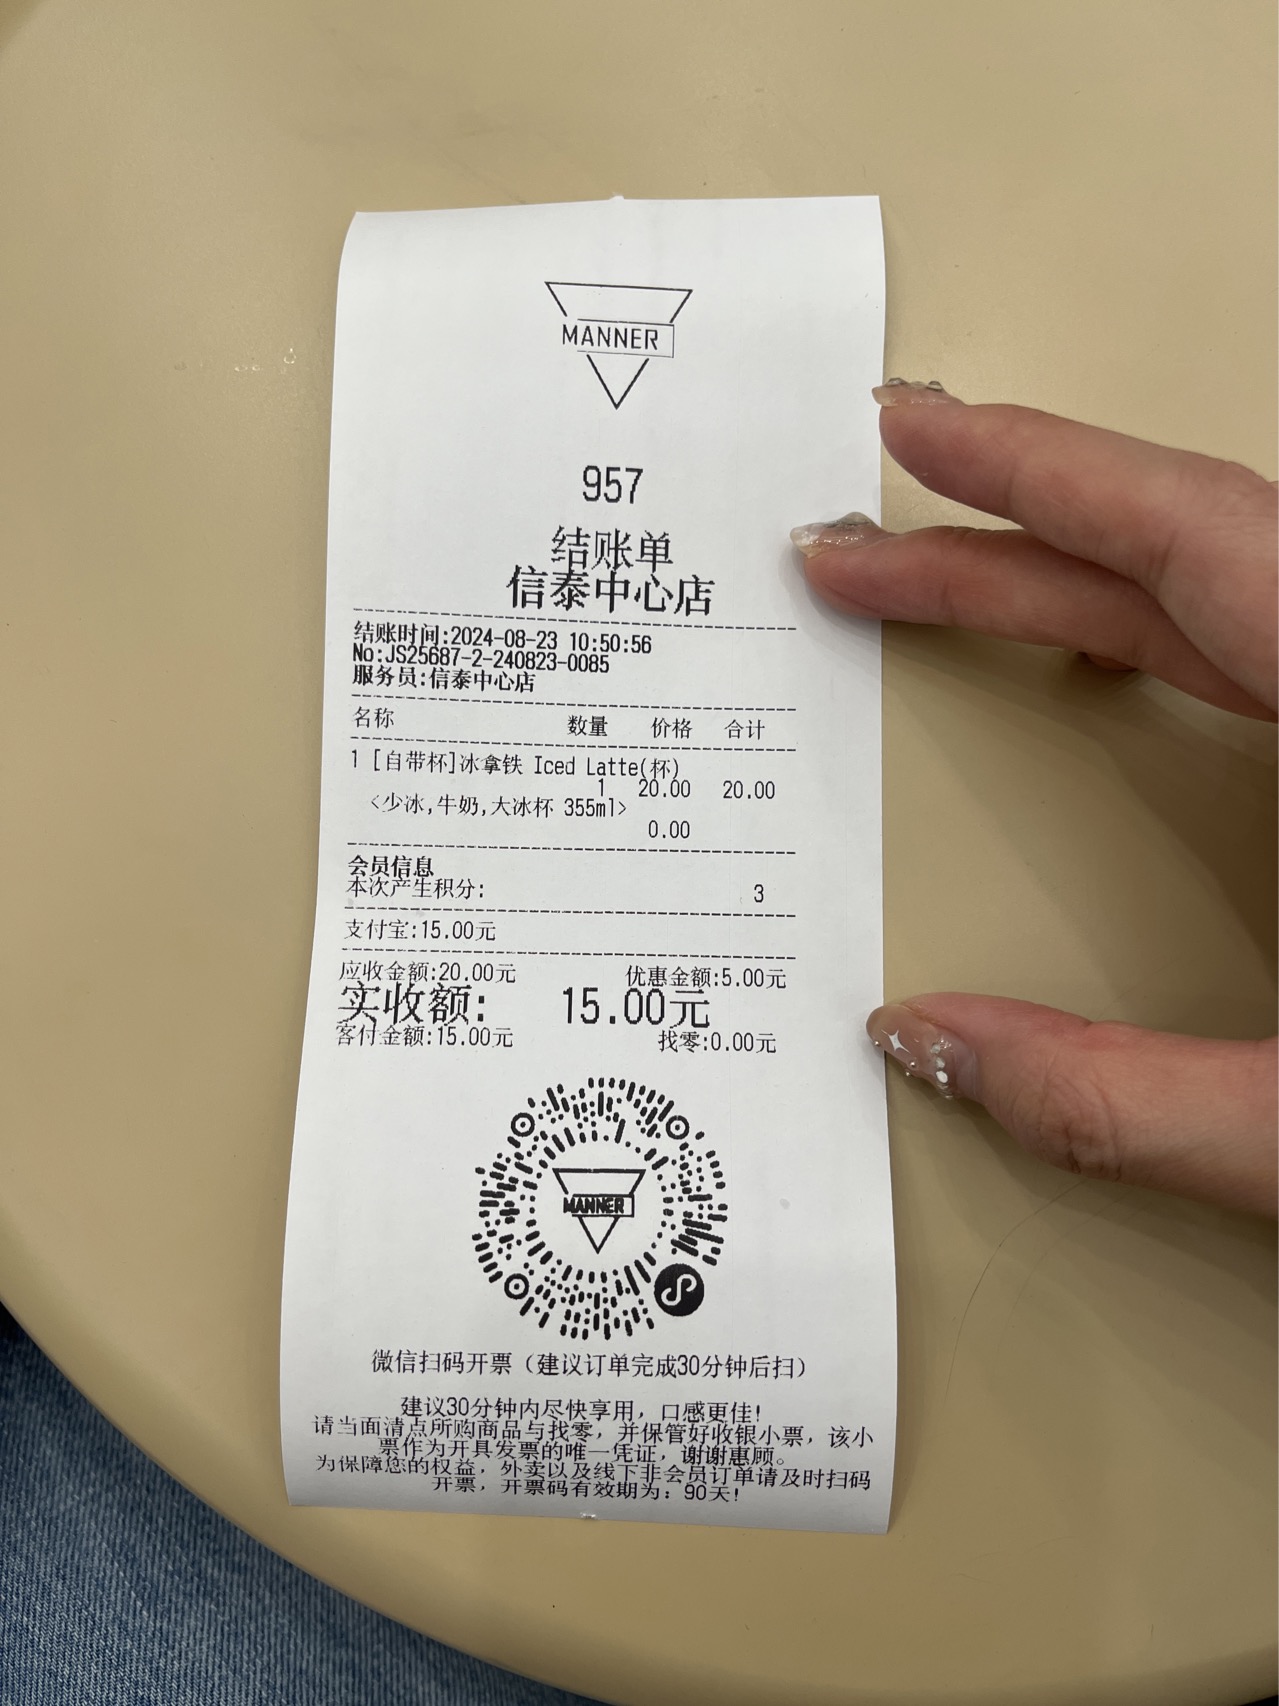 MANNER
957
结账单
信泰中心店
结账时间:2024-08-23 10:50:56
No:JS25687-2-240823-0085
服务员:信泰中心店
名称 数量 价格 合计
1 [自带杯]冰拿铁 Iced Latte(杯)
1 20.00 20.00
<少冰,牛奶,大冰杯 355ml>
0.00
会员信息
本次产生积分: 3
支付宝:15.00元
应收金额:20.00元 优惠金额:5.00元
实收额: 15.00元
客付金额:15.00元 找零:0.00元
MANNER
微信扫码开票（建议订单完成30分钟后扫）
建议30分钟内尽快享用，口感更佳!
请当面清点所购商品与找零，并保管好收银小票，该小
票作为开具发票的唯一凭证，谢谢惠顾。
为保障您的权益，外卖以及线下非会员订单请及时扫码
开票，开票码有效期为：90天!